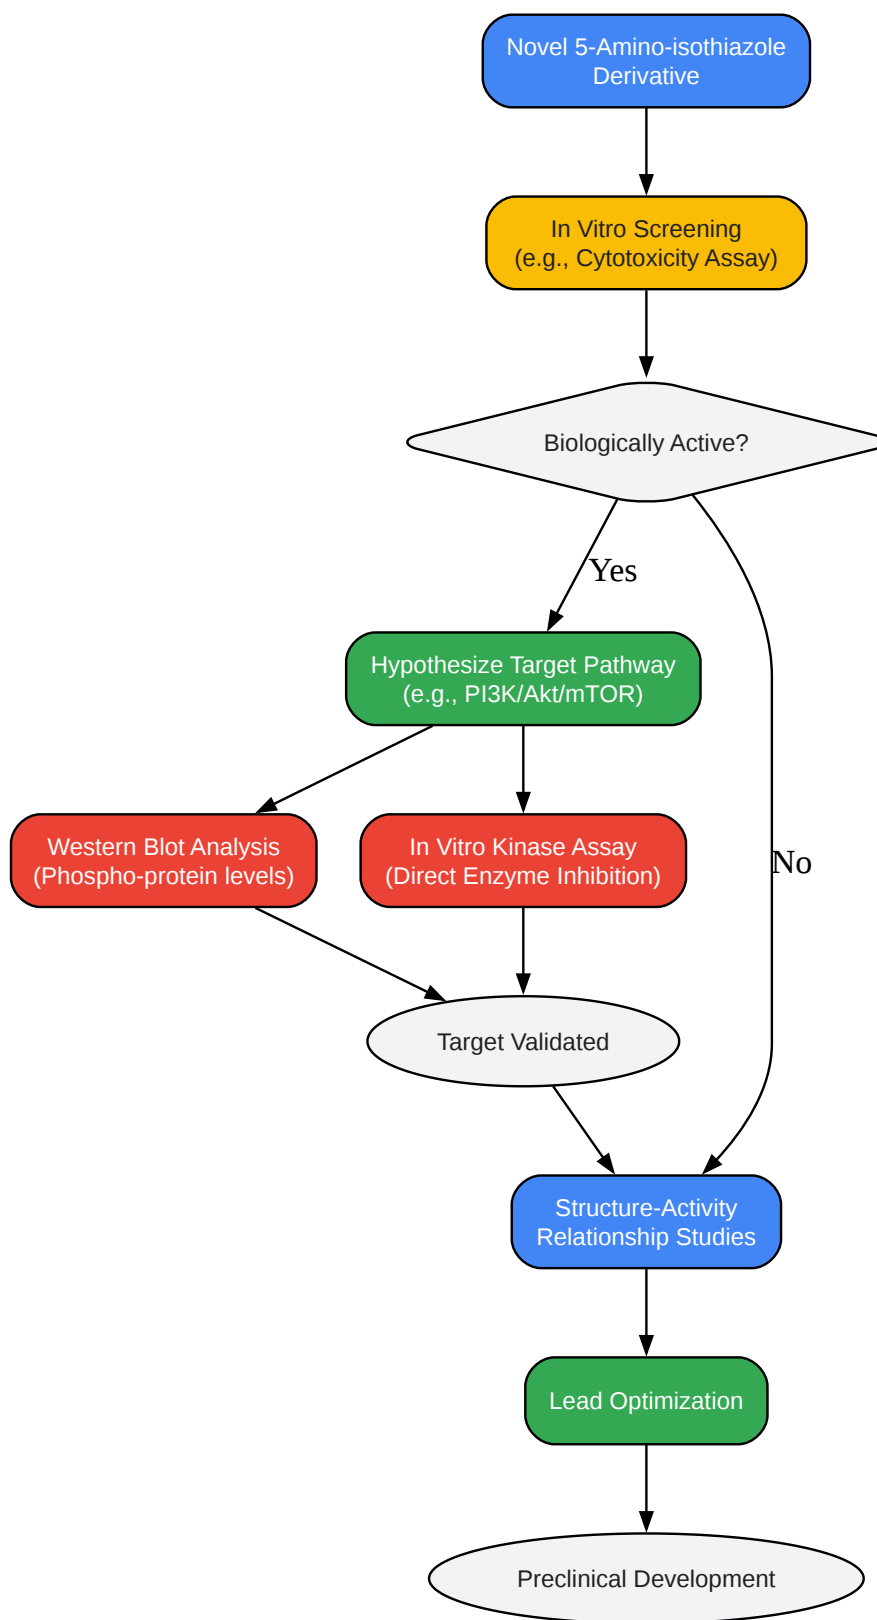 Novel 5-Amino-isothiazole
Derivative
In Vitro Screening
(e.g., Cytotoxicity Assay)
Biologically Active?
Yes
Hypothesize Target Pathway
(e.g., PI3K/Akt/mTOR)
Western Blot Analysis
(Phospho-protein levels)
In Vitro Kinase Assay
(Direct Enzyme Inhibition)
No
Target Validated
Structure-Activity
Relationship Studies
Lead Optimization
Preclinical Development